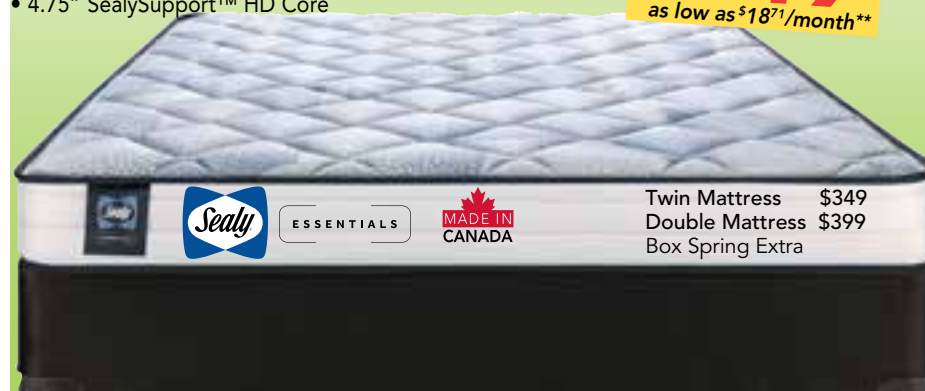 • 4.75” SealySupport™ HD Core
as low as $18⁷¹/month**
Sealy
Sealy
ESSENTIALS
MADE IN
CANADA
Twin Mattress $349
Double Mattress $399
Box Spring Extra